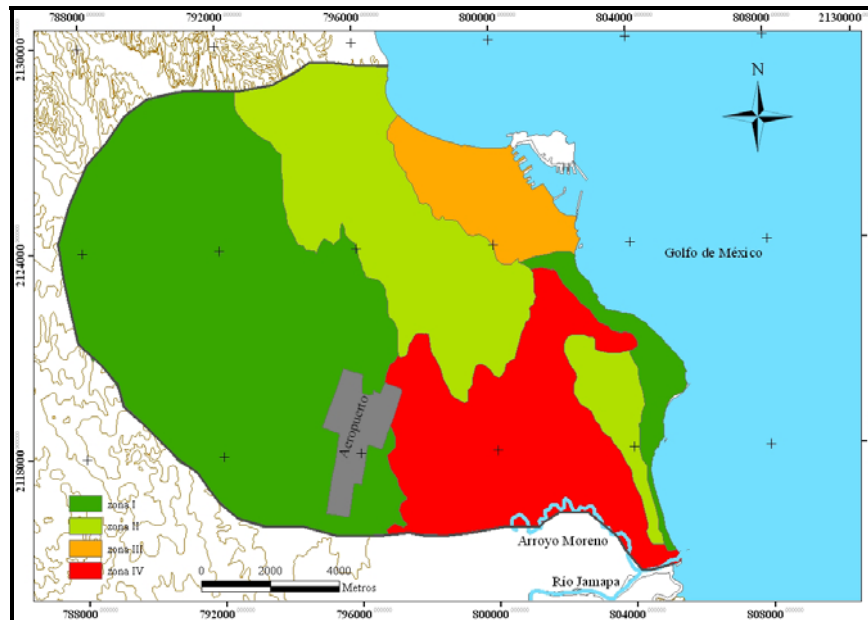 788000 792000 796000 800000 804000 808000 2130000
2130000
N
2124000
Golfo de México
Aeropuerto
2118000
zona I
zona II
zona III
zona IV
Arroyo Moreno
0 2000 4000
Metros
Río Jamapa
788000 792000 796000 800000 804000 808000